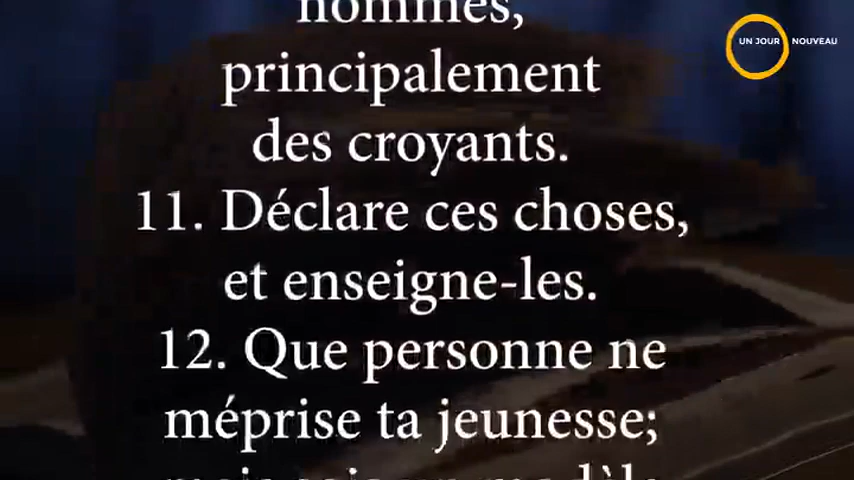 hommes,
UN JOUR NOUVEAU
principalement
des croyants.
11. Déclare ces choses,
et enseigne-les.
12. Que personne ne
méprise ta jeunesse;